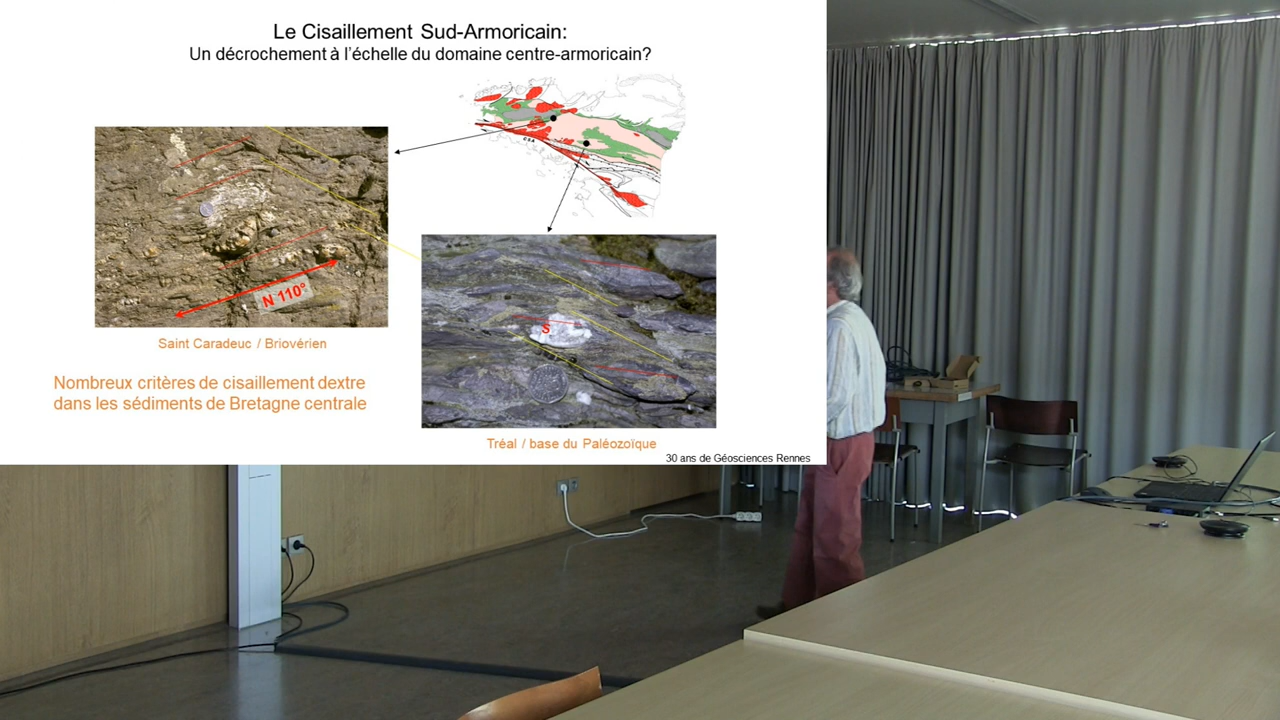 Le Cisaillement Sud-Armoricain:
Un décrochement à l'échelle du domaine centre-armoricain?
N 110°
Saint Caradeuc / Briovérien
Nombreux critères de cisaillement dextre
dans les sédiments de Bretagne centrale
S
Tréal / base du Paléozoïque
30 ans de Géosciences Rennes